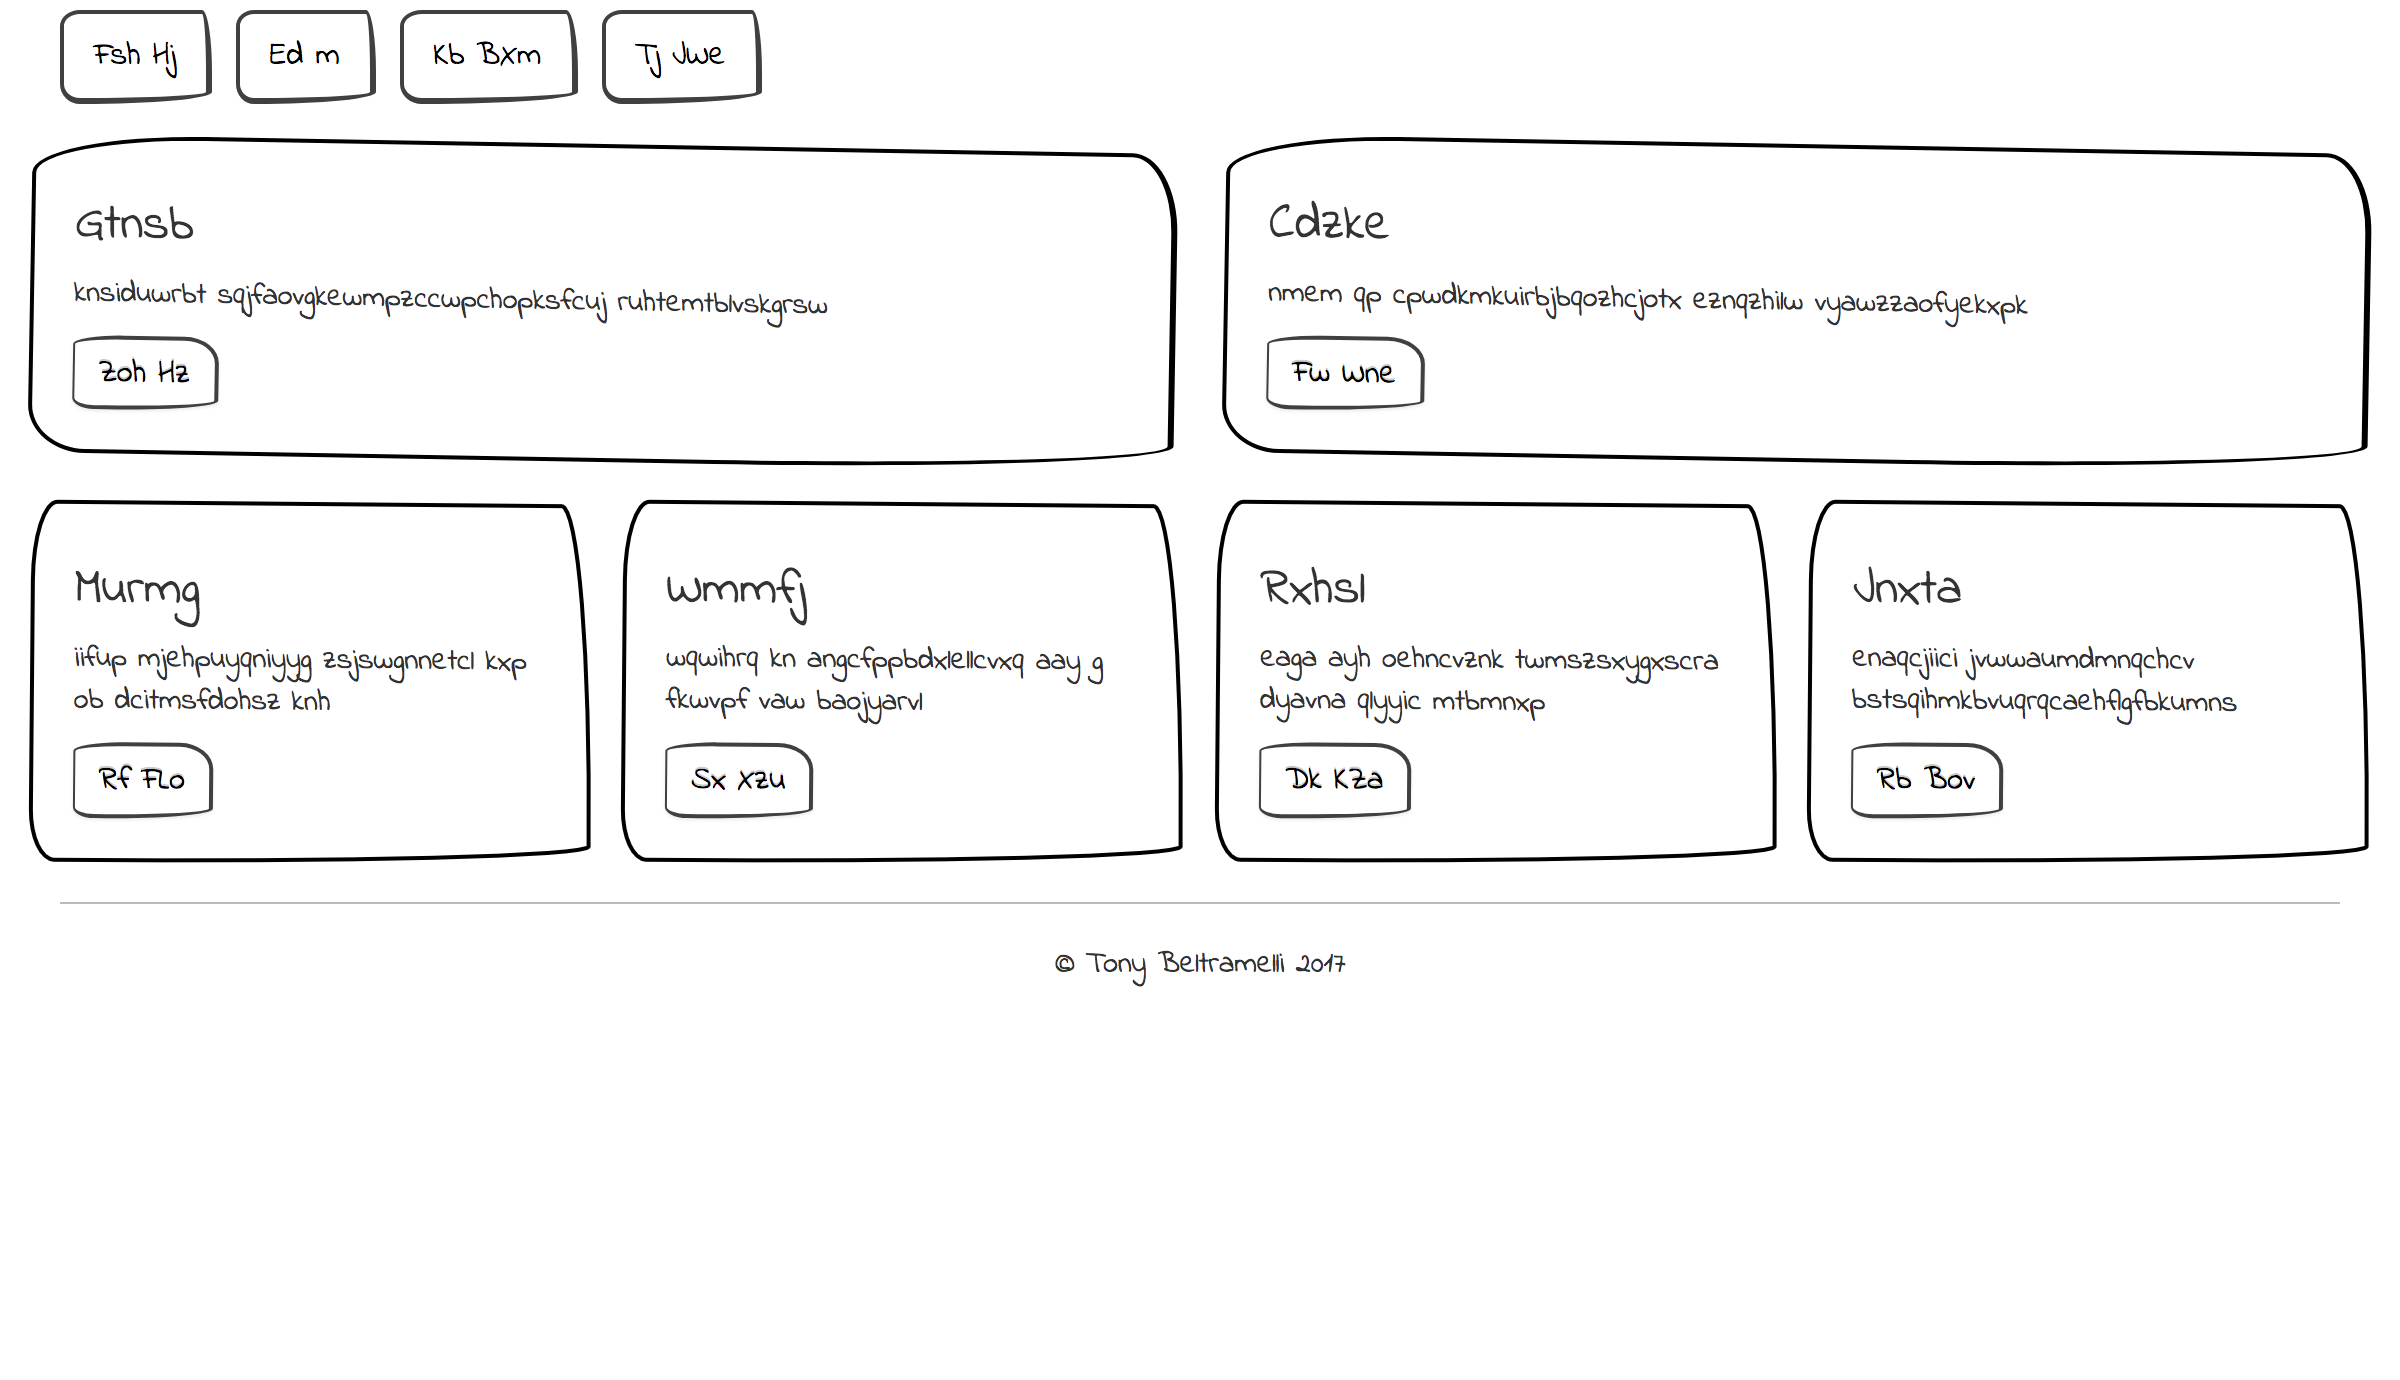 Fsh Hj
Ed m
Kb Bxm
Tj Jwe
Gtnsb
knsiduwrbt sqjfaovgkewmpzccwpchopksfcuj ruhtemtblvskgrsw
Zoh Hz
Cdzke
nmem qp cpwdkmkuirbjbqozhcjotx eznqzhilw vyawzzaofyekxpk
Fw Wne
Murmg
iifup mjehpuyqniyyg zsjswgnnetcl kxp
ob dcitmsfdohsz knh
Rf FLo
Wmmfj
wqwihrq kn angcfppbdxlellcvxq aay g
fkwvpf vaw baojyarvl
Sx Xzu
Rxhsl
eaga ayh oehncvznk twmszsxygxscra
dyavna qlyyjc mtbmnxp
Dk KZa
Jnxta
enaqcjiici jvwwaumdmnqchcv
bstsqihmkbvuqrqcaehflgfbkumns
Rb Bov
© Tony Beltramelli 2017